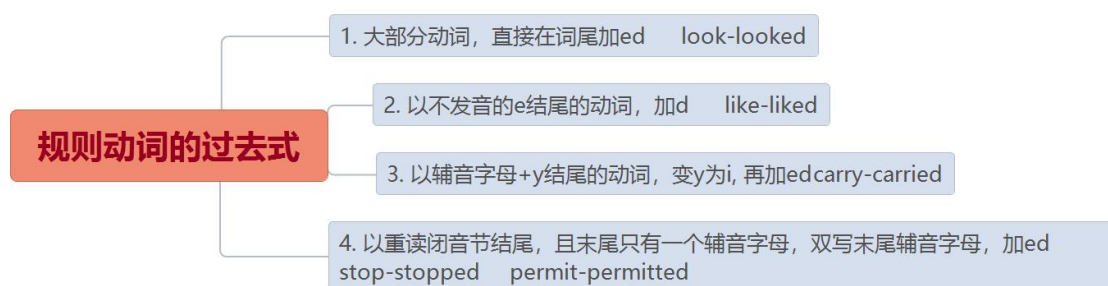 规则动词的过去式
1. 大部分动词，直接在词尾加ed look-looked
2. 以不发音的e结尾的动词，加d like-liked
3. 以辅音字母+y结尾的动词，变y为i, 再加edcarry-carried
4. 以重读闭音节结尾，且末尾只有一个辅音字母，双写末尾辅音字母，加ed
stop-stopped permit-permitted